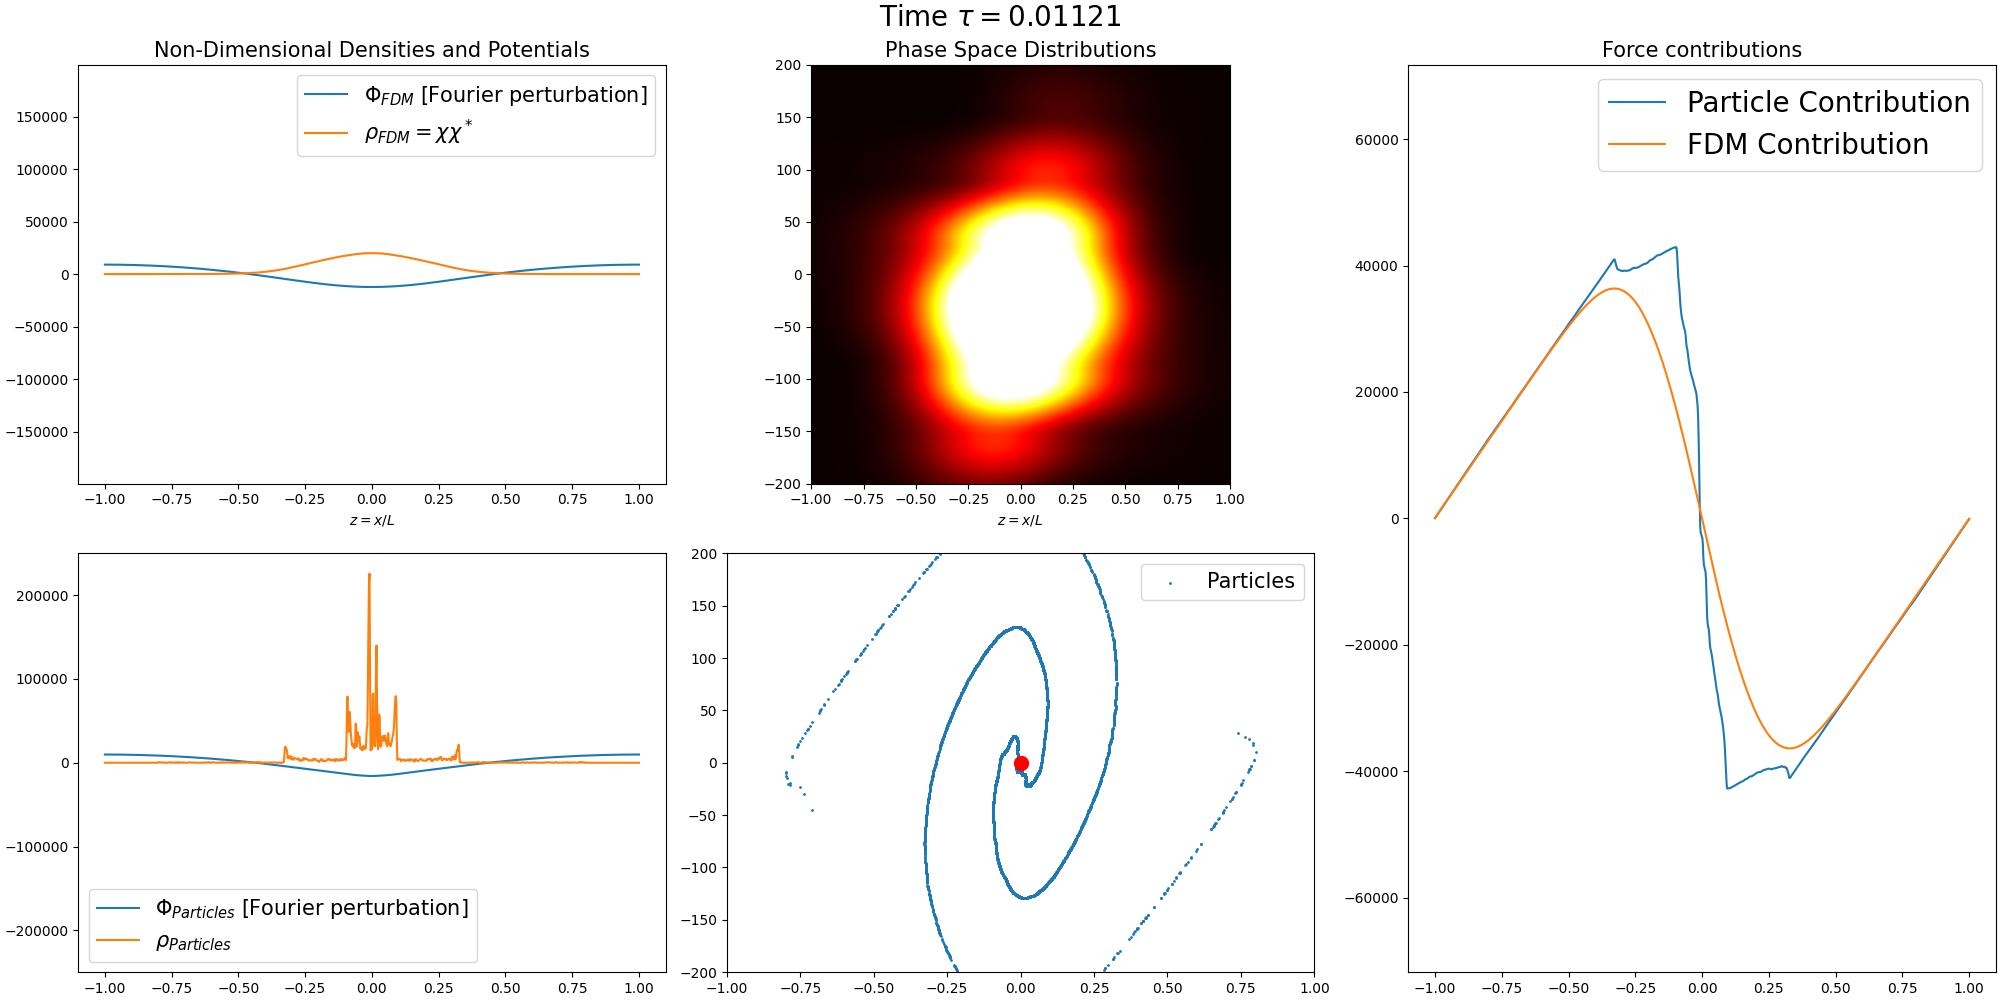 Time τ = 0.01121
Non-Dimensional Densities and Potentials
Φ_FDM [Fourier perturbation]
ρ_FDM = χχ*
150000
100000
50000
0
−50000
−100000
−150000
−1.00 −0.75 −0.50 −0.25 0.00 0.25 0.50 0.75 1.00
z = x/L
Phase Space Distributions
200
150
100
50
0
−50
−100
−150
−200
−1.00 −0.75 −0.50 −0.25 0.00 0.25 0.50 0.75 1.00
z = x/L
Force contributions
Particle Contribution
FDM Contribution
60000
40000
20000
0
−20000
−40000
−60000
−1.00 −0.75 −0.50 −0.25 0.00 0.25 0.50 0.75 1.00
200000
100000
0
−100000
−200000
Φ_Particles [Fourier perturbation]
ρ_Particles
−1.00 −0.75 −0.50 −0.25 0.00 0.25 0.50 0.75 1.00
Particles
200
150
100
50
0
−50
−100
−150
−200
−1.00 −0.75 −0.50 −0.25 0.00 0.25 0.50 0.75 1.00